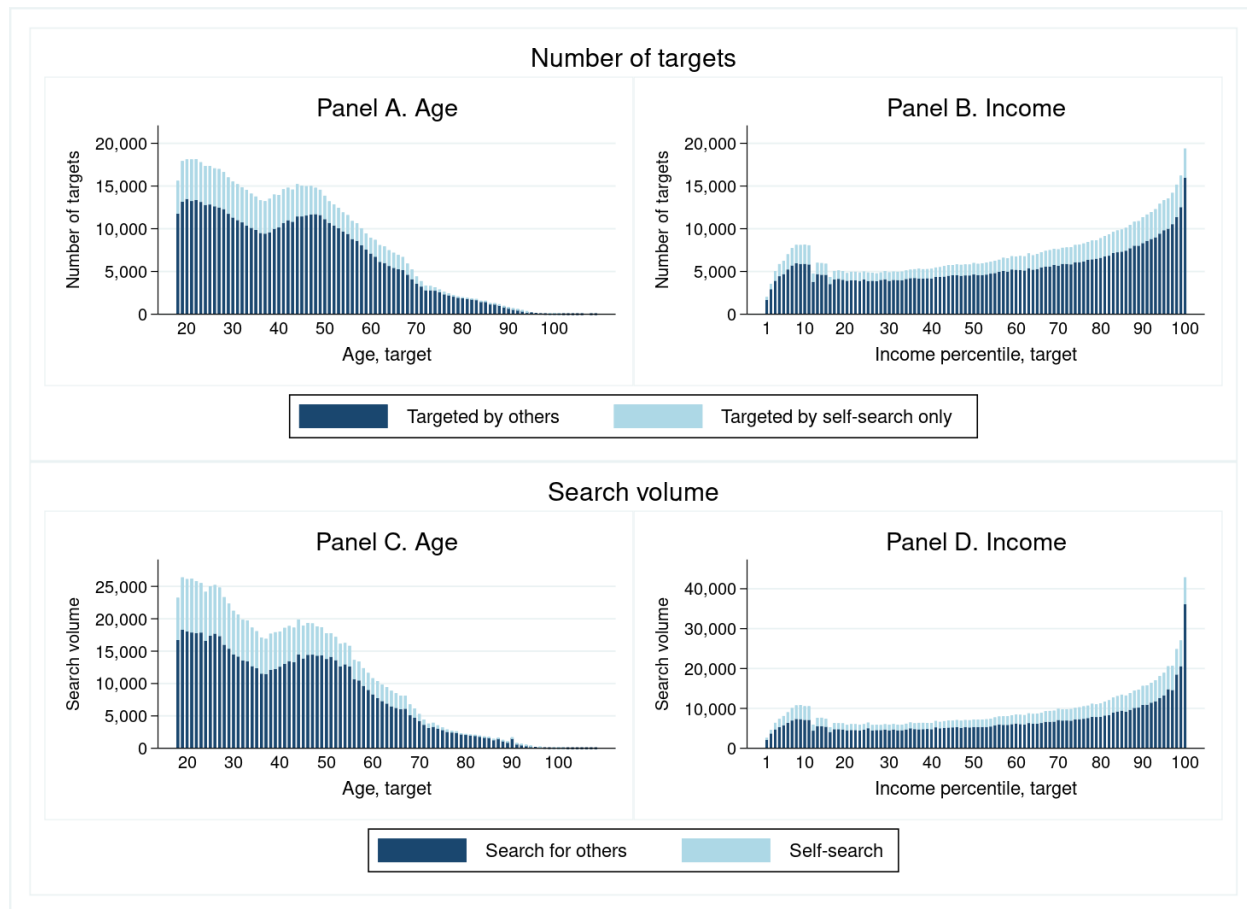 Number of targets
Panel A. Age
Number of targets
20,000
15,000
10,000
5,000
0
20 30 40 50 60 70 80 90 100
Age, target
Panel B. Income
Number of targets
20,000
15,000
10,000
5,000
0
1 10 20 30 40 50 60 70 80 90 100
Income percentile, target
Targeted by others Targeted by self-search only
Search volume
Panel C. Age
Search volume
25,000
20,000
15,000
10,000
5,000
0
20 30 40 50 60 70 80 90 100
Age, target
Panel D. Income
Search volume
40,000
30,000
20,000
10,000
0
1 10 20 30 40 50 60 70 80 90 100
Income percentile, target
Search for others Self-search